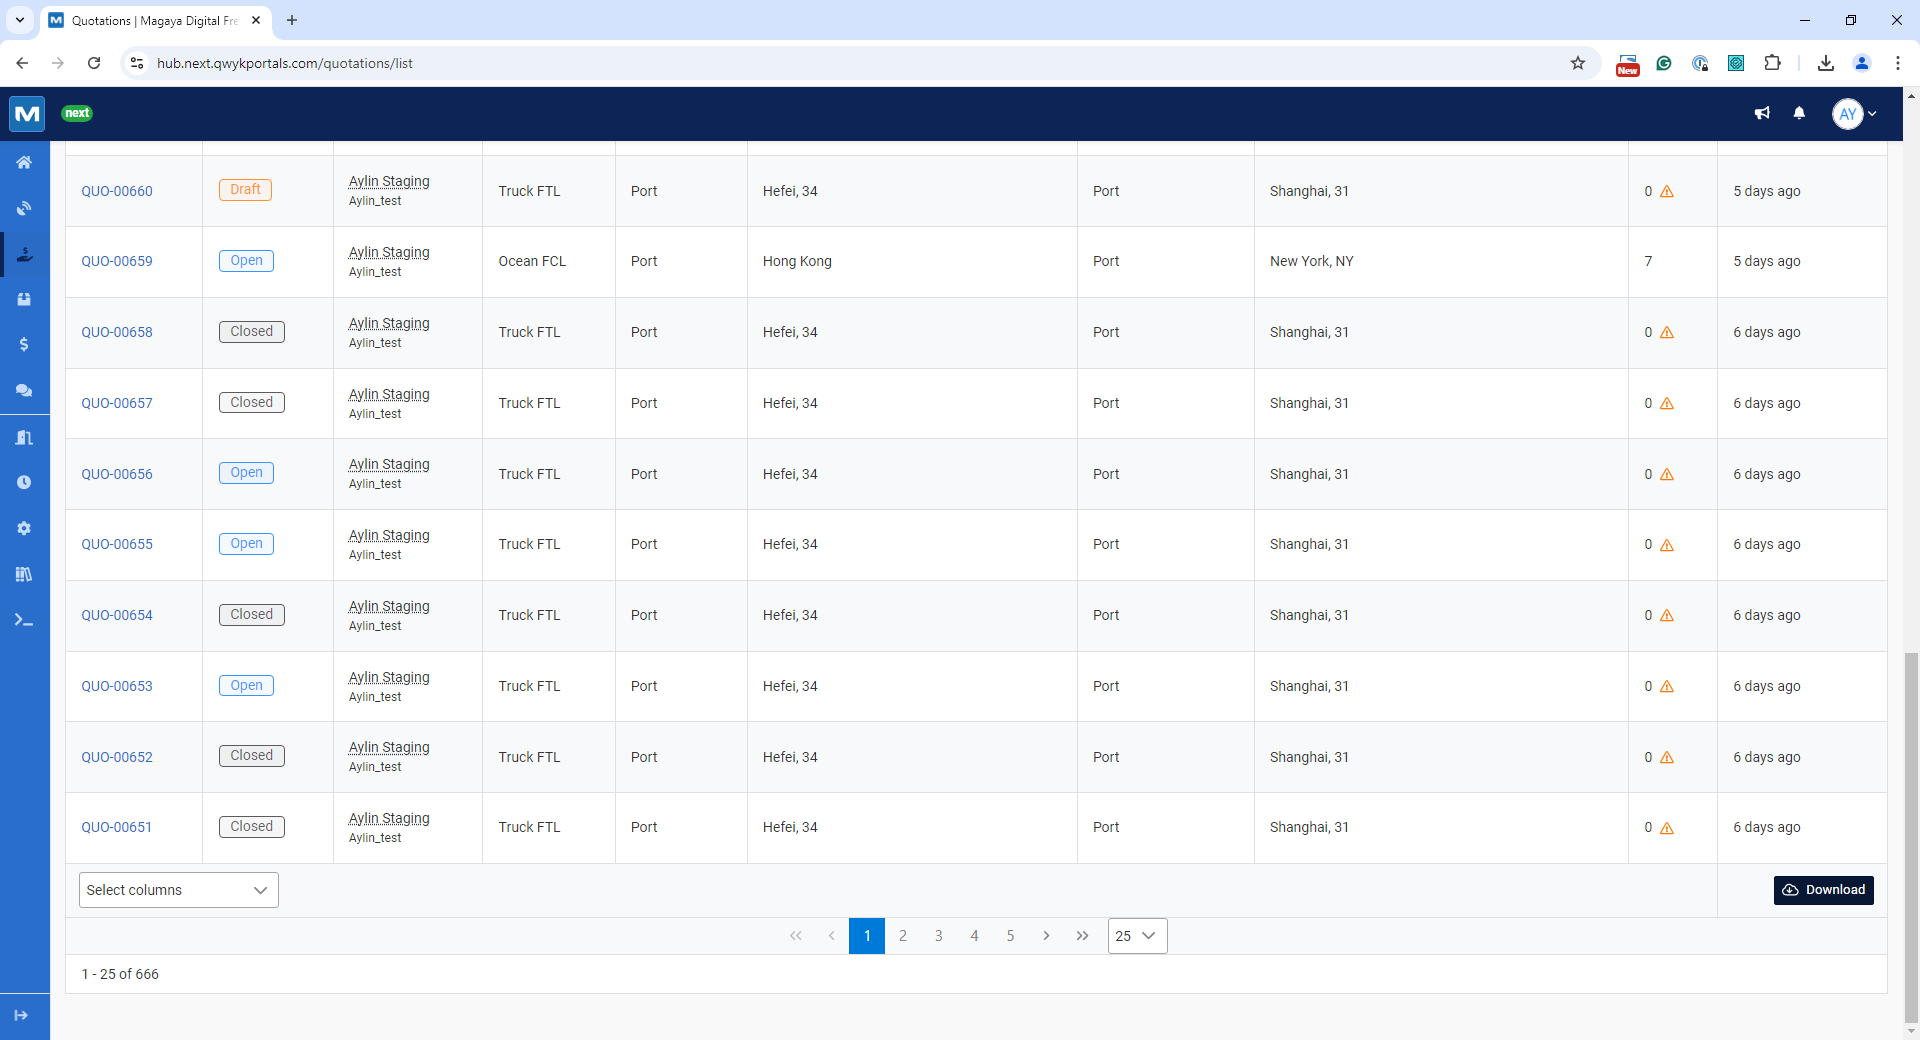 Quotations | Magaya Digital Fre
hub.next.qwykportals.com/quotations/list
New
M next AY
QUO-00660 Draft Aylin Staging Aylin_test Truck FTL Port Hefei, 34 Port Shanghai, 31 0 5 days ago
QUO-00659 Open Aylin Staging Aylin_test Ocean FCL Port Hong Kong Port New York, NY 7 5 days ago
QUO-00658 Closed Aylin Staging Aylin_test Truck FTL Port Hefei, 34 Port Shanghai, 31 0 6 days ago
QUO-00657 Closed Aylin Staging Aylin_test Truck FTL Port Hefei, 34 Port Shanghai, 31 0 6 days ago
QUO-00656 Open Aylin Staging Aylin_test Truck FTL Port Hefei, 34 Port Shanghai, 31 0 6 days ago
QUO-00655 Open Aylin Staging Aylin_test Truck FTL Port Hefei, 34 Port Shanghai, 31 0 6 days ago
QUO-00654 Closed Aylin Staging Aylin_test Truck FTL Port Hefei, 34 Port Shanghai, 31 0 6 days ago
QUO-00653 Open Aylin Staging Aylin_test Truck FTL Port Hefei, 34 Port Shanghai, 31 0 6 days ago
QUO-00652 Closed Aylin Staging Aylin_test Truck FTL Port Hefei, 34 Port Shanghai, 31 0 6 days ago
QUO-00651 Closed Aylin Staging Aylin_test Truck FTL Port Hefei, 34 Port Shanghai, 31 0 6 days ago
Select columns Download
1 2 3 4 5 25
1 - 25 of 666